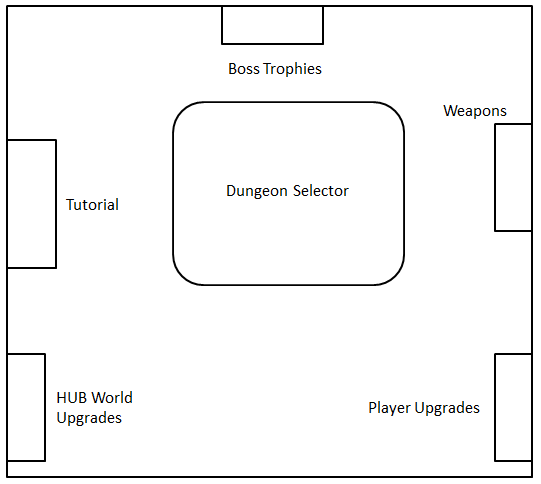 Boss Trophies
Weapons
Dungeon Selector
Tutorial
HUB World
Upgrades
Player Upgrades